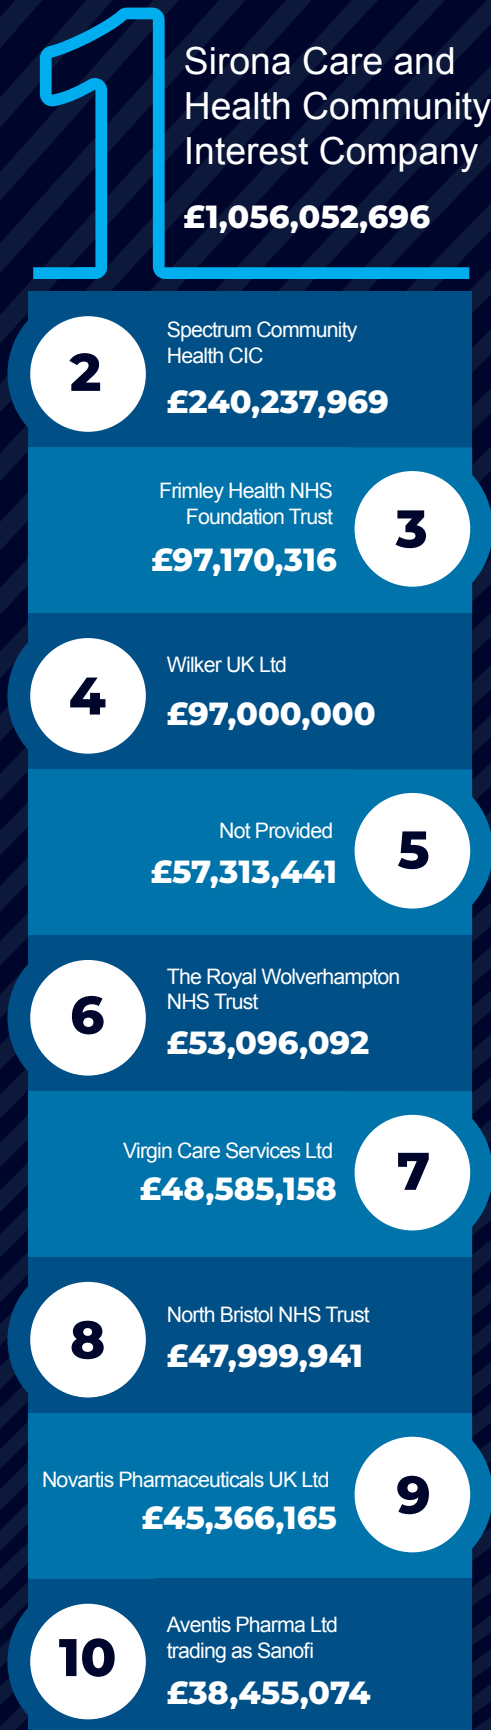 1
Sirona Care and
Health Community
Interest Company
£1,056,052,696
2
Spectrum Community
Health CIC
£240,237,969
Frimley Health NHS
Foundation Trust
£97,170,316
3
4
Wilker UK Ltd
£97,000,000
Not Provided
£57,313,441
5
6
The Royal Wolverhampton
NHS Trust
£53,096,092
Virgin Care Services Ltd
£48,585,158
7
8
North Bristol NHS Trust
£47,999,941
Novartis Pharmaceuticals UK Ltd
£45,366,165
9
10
Aventis Pharma Ltd
trading as Sanofi
£38,455,074